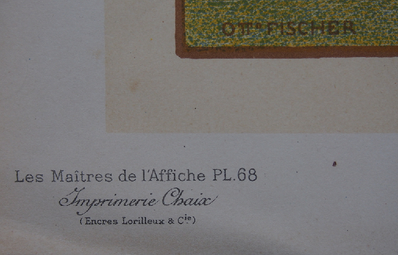 Otto FISCHER
Les Maîtres de l'Affiche PL.68
Imprimerie Chaix
(Encres Lorilleux & Cie)